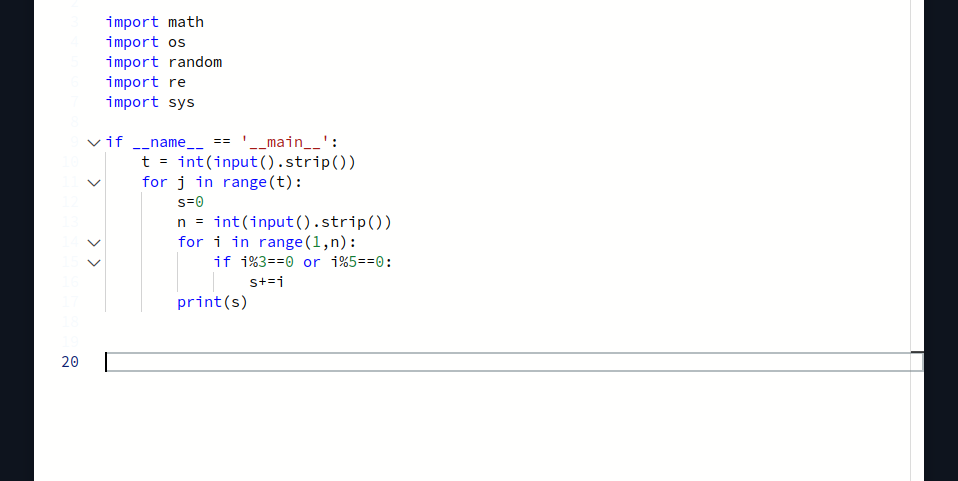 3 import math
4 import os
5 import random
6 import re
7 import sys
8
9 if __name__ == '__main__':
10     t = int(input().strip())
11     for j in range(t):
12         s=0
13         n = int(input().strip())
14         for i in range(1,n):
15             if i%3==0 or i%5==0:
16                 s+=i
17         print(s)
18
19
20